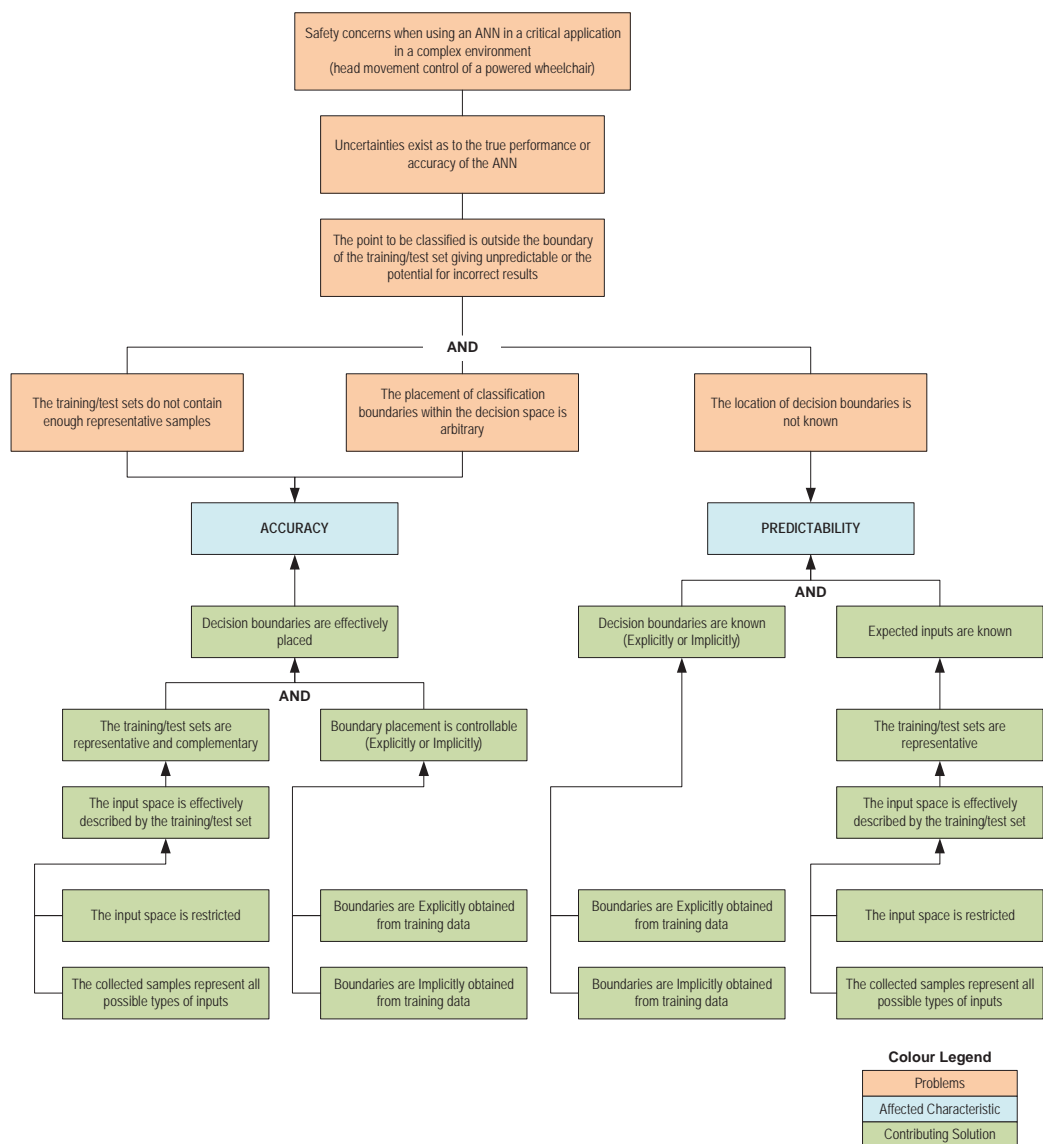 Safety concerns when using an ANN in a critical application
in a complex environment
(head movement control of a powered wheelchair)
Uncertainties exist as to the true performance or
accuracy of the ANN
The point to be classified is outside the boundary
of the training/test set giving unpredictable or the
potential for incorrect results
AND
The training/test sets do not contain
enough representative samples
The placement of classification
boundaries within the decision space is
arbitrary
The location of decision boundaries is
not known
ACCURACY
PREDICTABILITY
AND
Decision boundaries are effectively
placed
Decision boundaries are known
(Explicitly or Implicitly)
Expected inputs are known
AND
The training/test sets are
representative and complementary
Boundary placement is controllable
(Explicitly or Implicitly)
The training/test sets are
representative
The input space is effectively
described by the training/test set
The input space is effectively
described by the training/test set
The input space is restricted
Boundaries are Explicitly obtained
from training data
Boundaries are Explicitly obtained
from training data
The input space is restricted
The collected samples represent all
possible types of inputs
Boundaries are Implicitly obtained
from training data
Boundaries are Implicitly obtained
from training data
The collected samples represent all
possible types of inputs
Colour Legend
Problems
Affected Characteristic
Contributing Solution